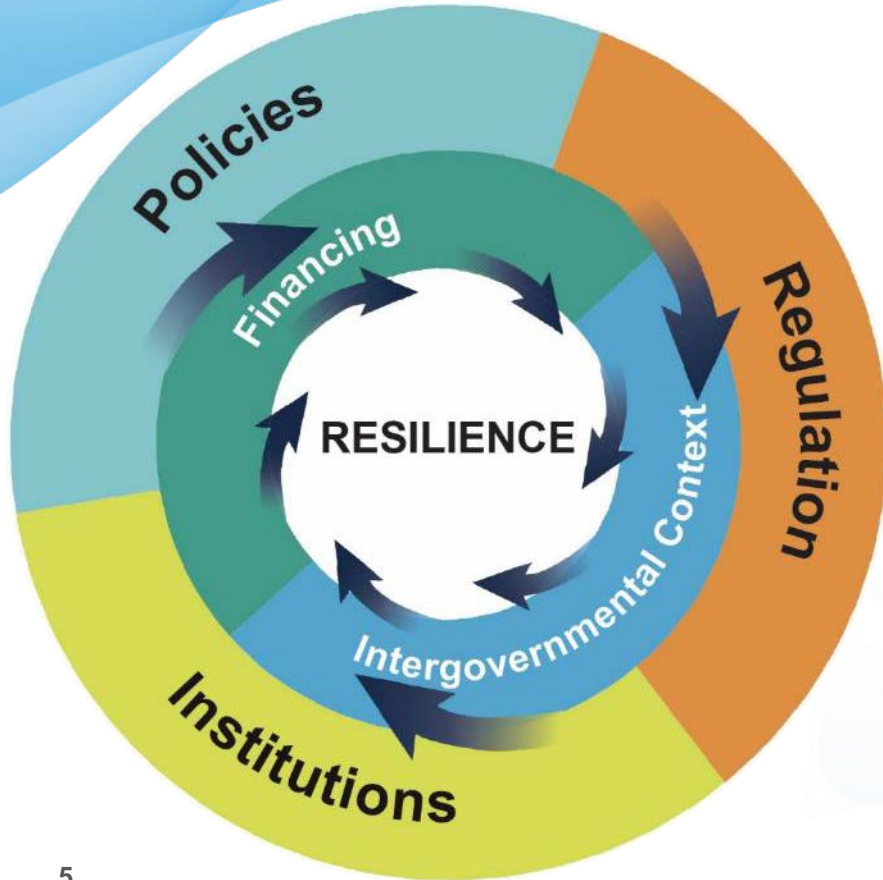 Policies
Financing
Regulation
RESILIENCE
Intergovernmental Context
Institutions
5